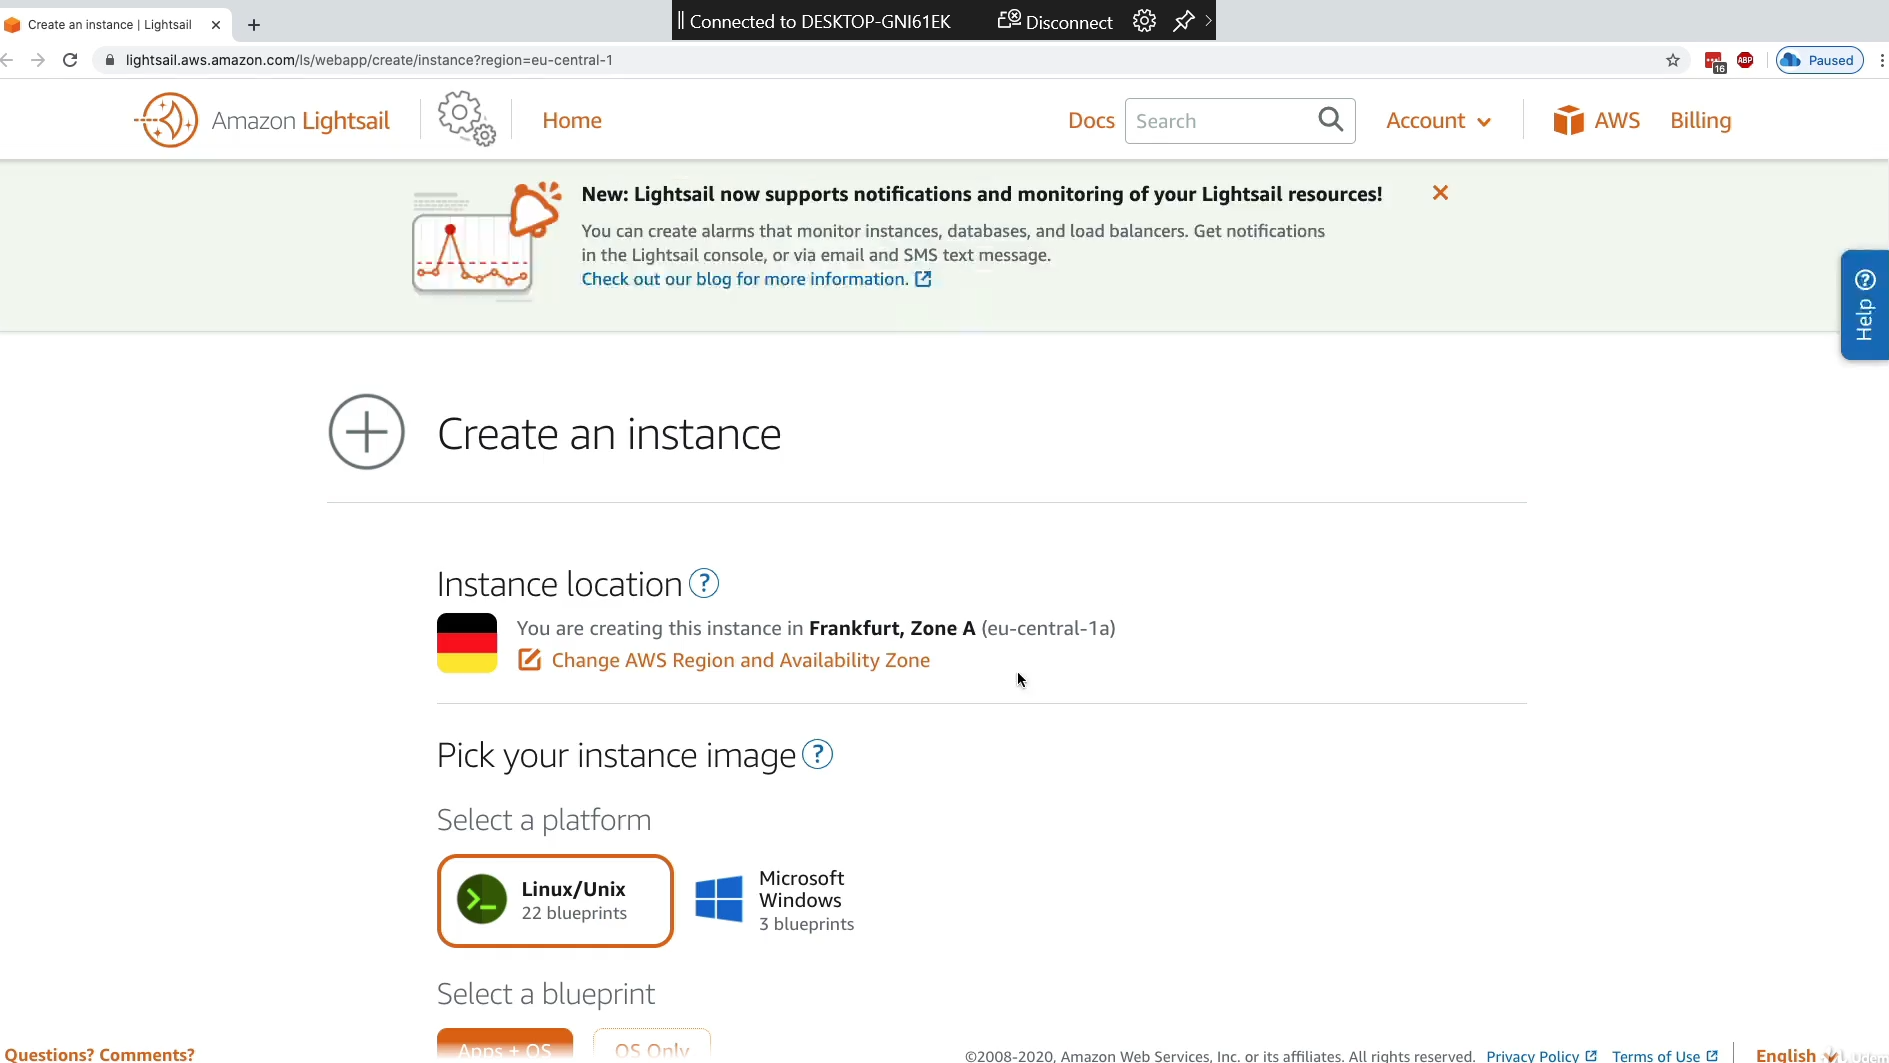 Create an instance | Lightsail
Connected to DESKTOP-GNI61EK Disconnect
lightsail.aws.amazon.com/ls/webapp/create/instance?region=eu-central-1
16 ABP Paused
Amazon Lightsail Home Docs Search Account AWS Billing
New: Lightsail now supports notifications and monitoring of your Lightsail resources!
You can create alarms that monitor instances, databases, and load balancers. Get notifications
in the Lightsail console, or via email and SMS text message.
Check out our blog for more information.
Help ?
Create an instance
Instance location ?
You are creating this instance in Frankfurt, Zone A (eu-central-1a)
Change AWS Region and Availability Zone
Pick your instance image ?
Select a platform
Linux/Unix
22 blueprints
Microsoft
Windows
3 blueprints
Select a blueprint
Apps + OS OS Only
Questions? Comments?
©2008-2020, Amazon Web Services, Inc. or its affiliates. All rights reserved. Privacy Policy Terms of Use English